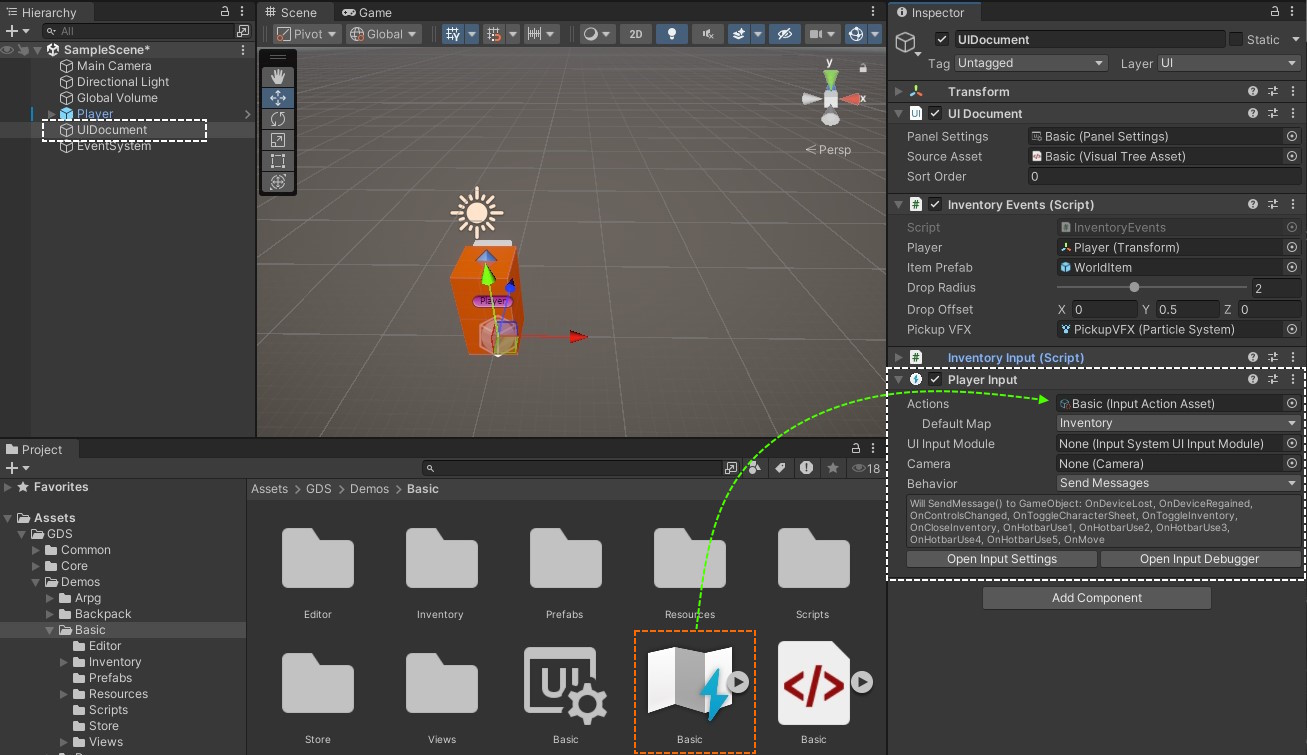 Hierarchy
All
SampleScene*
Main Camera
Directional Light
Global Volume
Player
UIDocument
EventSystem
Scene
Game
Pivot
Global
2D
y
x
Persp
Player
Inspector
UIDocument
Static
Tag Untagged Layer UI
Transform
UI Document
Panel Settings Basic (Panel Settings)
Source Asset Basic (Visual Tree Asset)
Sort Order 0
Inventory Events (Script)
Script InventoryEvents
Player Player (Transform)
Item Prefab WorldItem
Drop Radius 2
Drop Offset X 0 Y 0.5 Z 0
Pickup VFX PickupVFX (Particle System)
Inventory Input (Script)
Player Input
Actions Basic (Input Action Asset)
Default Map Inventory
UI Input Module None (Input System UI Input Module)
Camera None (Camera)
Behavior Send Messages
Will SendMessage() to GameObject: OnDeviceLost, OnDeviceRegained,
OnControlsChanged, OnToggleCharacterSheet, OnToggleInventory,
OnCloseInventory, OnHotbarUse1, OnHotbarUse2, OnHotbarUse3,
OnHotbarUse4, OnHotbarUse5, OnMove
Open Input Settings Open Input Debugger
Add Component
Project
18
Favorites
Assets
GDS
Common
Core
Demos
Arpg
Backpack
Basic
Editor
Inventory
Prefabs
Resources
Scripts
Store
Views
Assets > GDS > Demos > Basic
Editor Inventory Prefabs Resources Scripts
UI </>
Store Views Basic Basic Basic